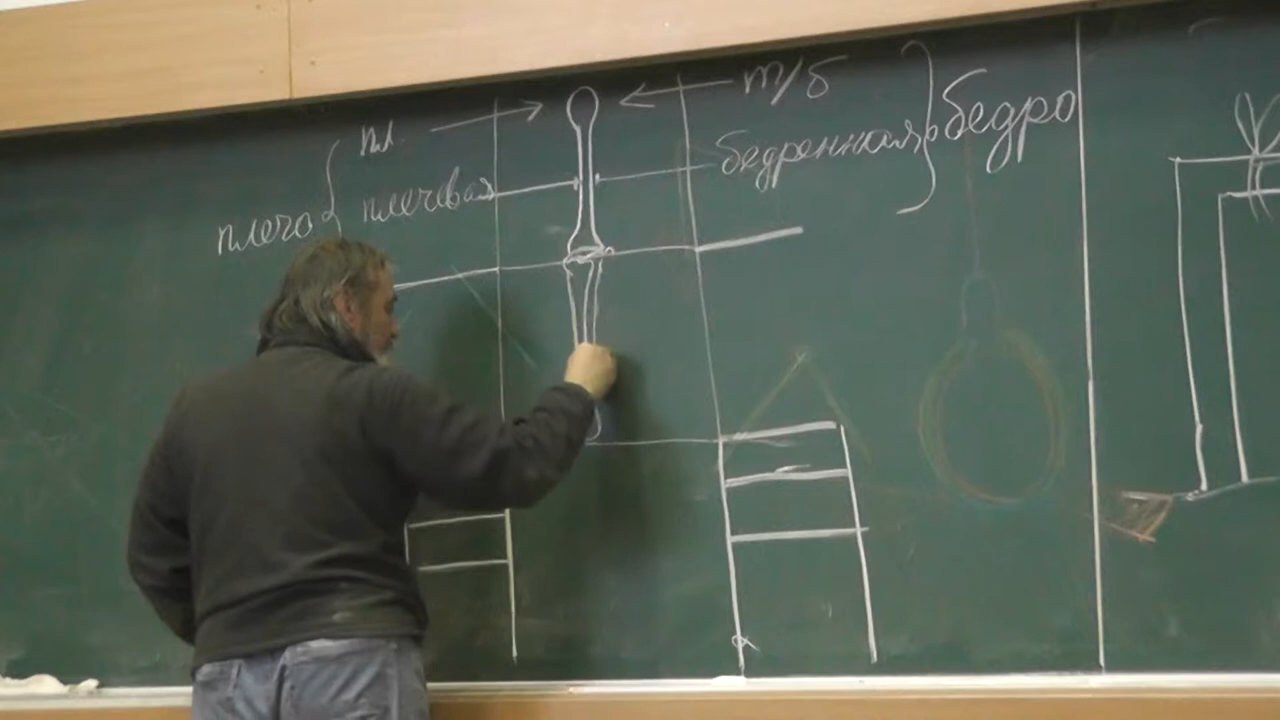 пл.
плечо { плечевая
т/б
бедренная } бедро